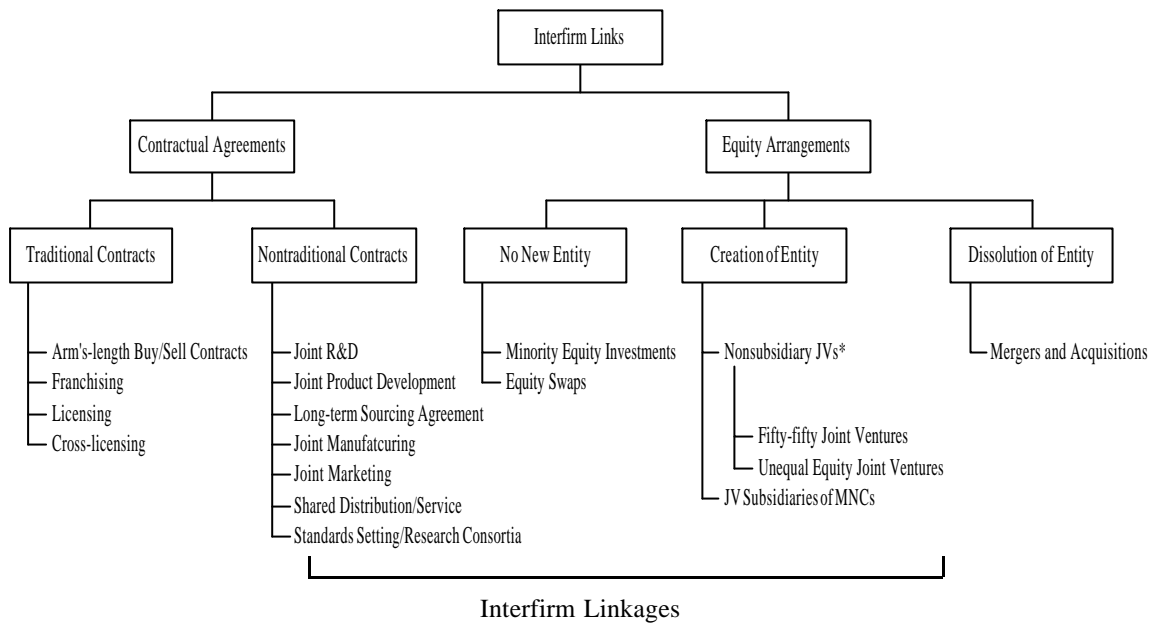 Interfirm Links
Contractual Agreements
Equity Arrangements
Traditional Contracts
Nontraditional Contracts
No New Entity
Creation of Entity
Dissolution of Entity
Arm's-length Buy/Sell Contracts
Franchising
Licensing
Cross-licensing
Joint R&D
Joint Product Development
Long-term Sourcing Agreement
Joint Manufatcuring
Joint Marketing
Shared Distribution/Service
Standards Setting/Research Consortia
Minority Equity Investments
Equity Swaps
Nonsubsidiary JVs*
Fifty-fifty Joint Ventures
Unequal Equity Joint Ventures
JV Subsidiaries of MNCs
Mergers and Acquisitions
Interfirm Linkages